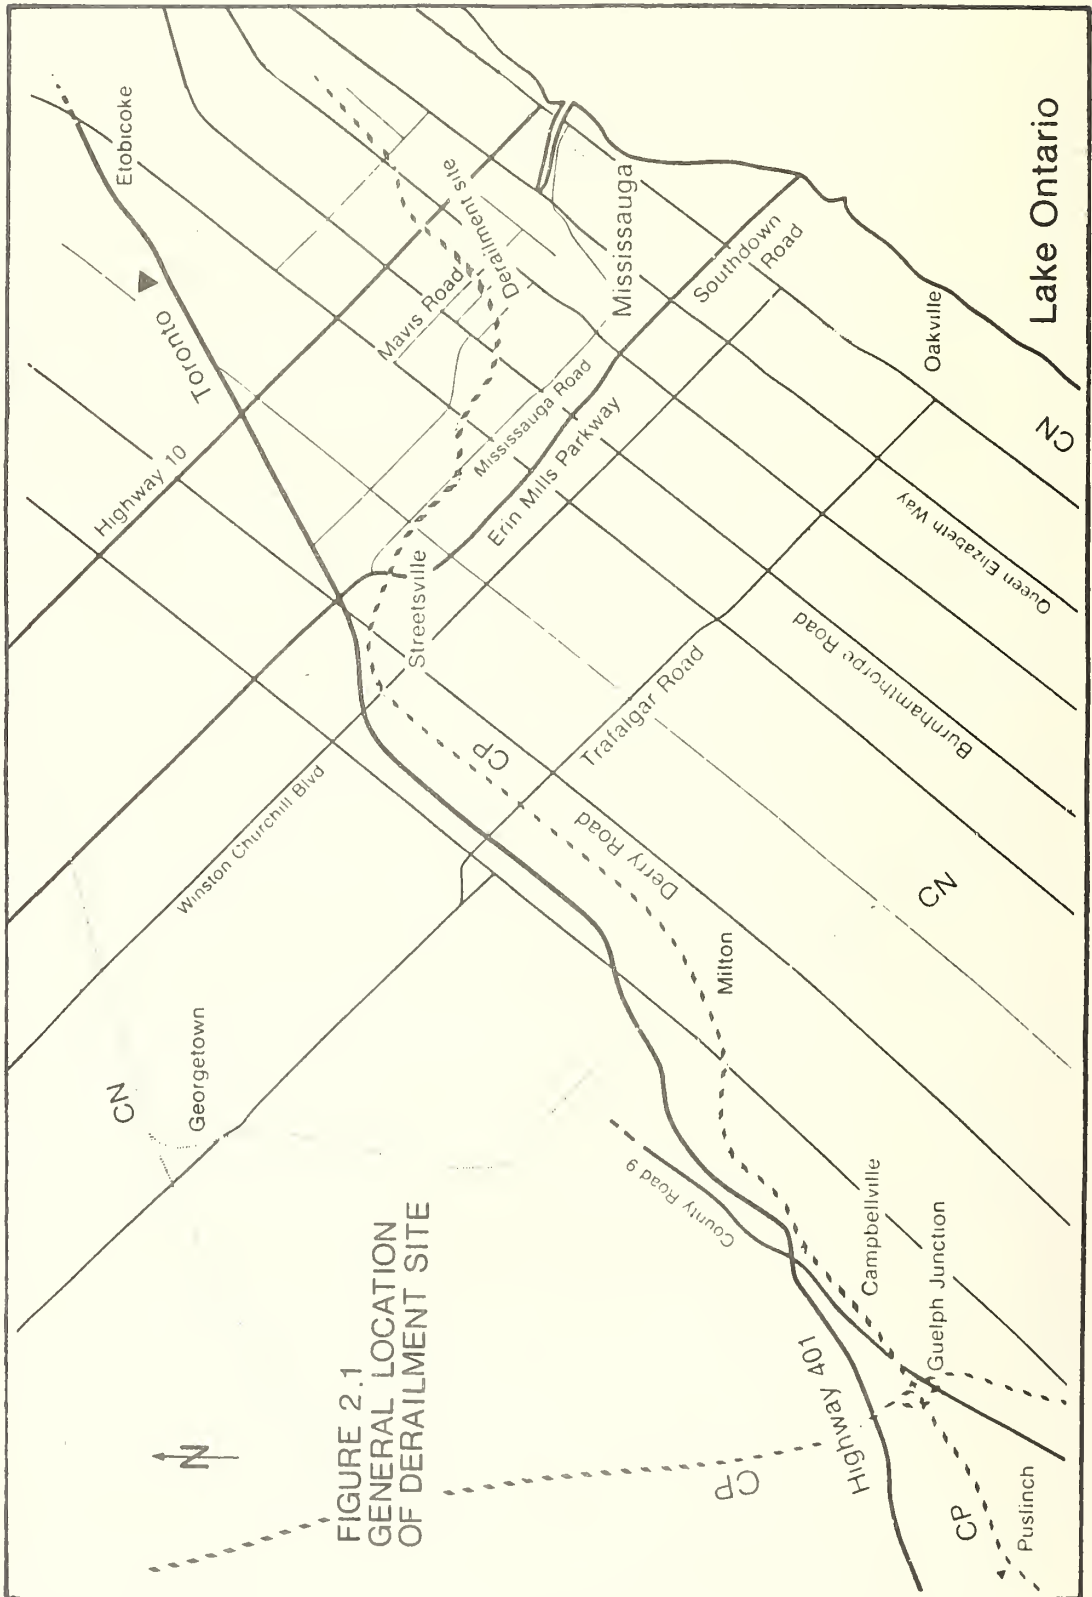 FIGURE 2.1
GENERAL LOCATION
OF DERAILMENT SITE
N
CN
Georgetown
Winston Churchill Blvd
Highway 10
Toronto
Etobicoke
Mavis Road
Derailment site
Mississauga Road
Erin Mills Parkway
Mississauga
Southdown
Road
Streetsville
CP
Trafalgar Road
Derry Road
Burnhamthorpe Road
Queen Elizabeth Way
Oakville
CN
Lake Ontario
CN
Milton
County Road 9
Campbellville
Guelph Junction
Highway 401
CP
CP
Puslinch